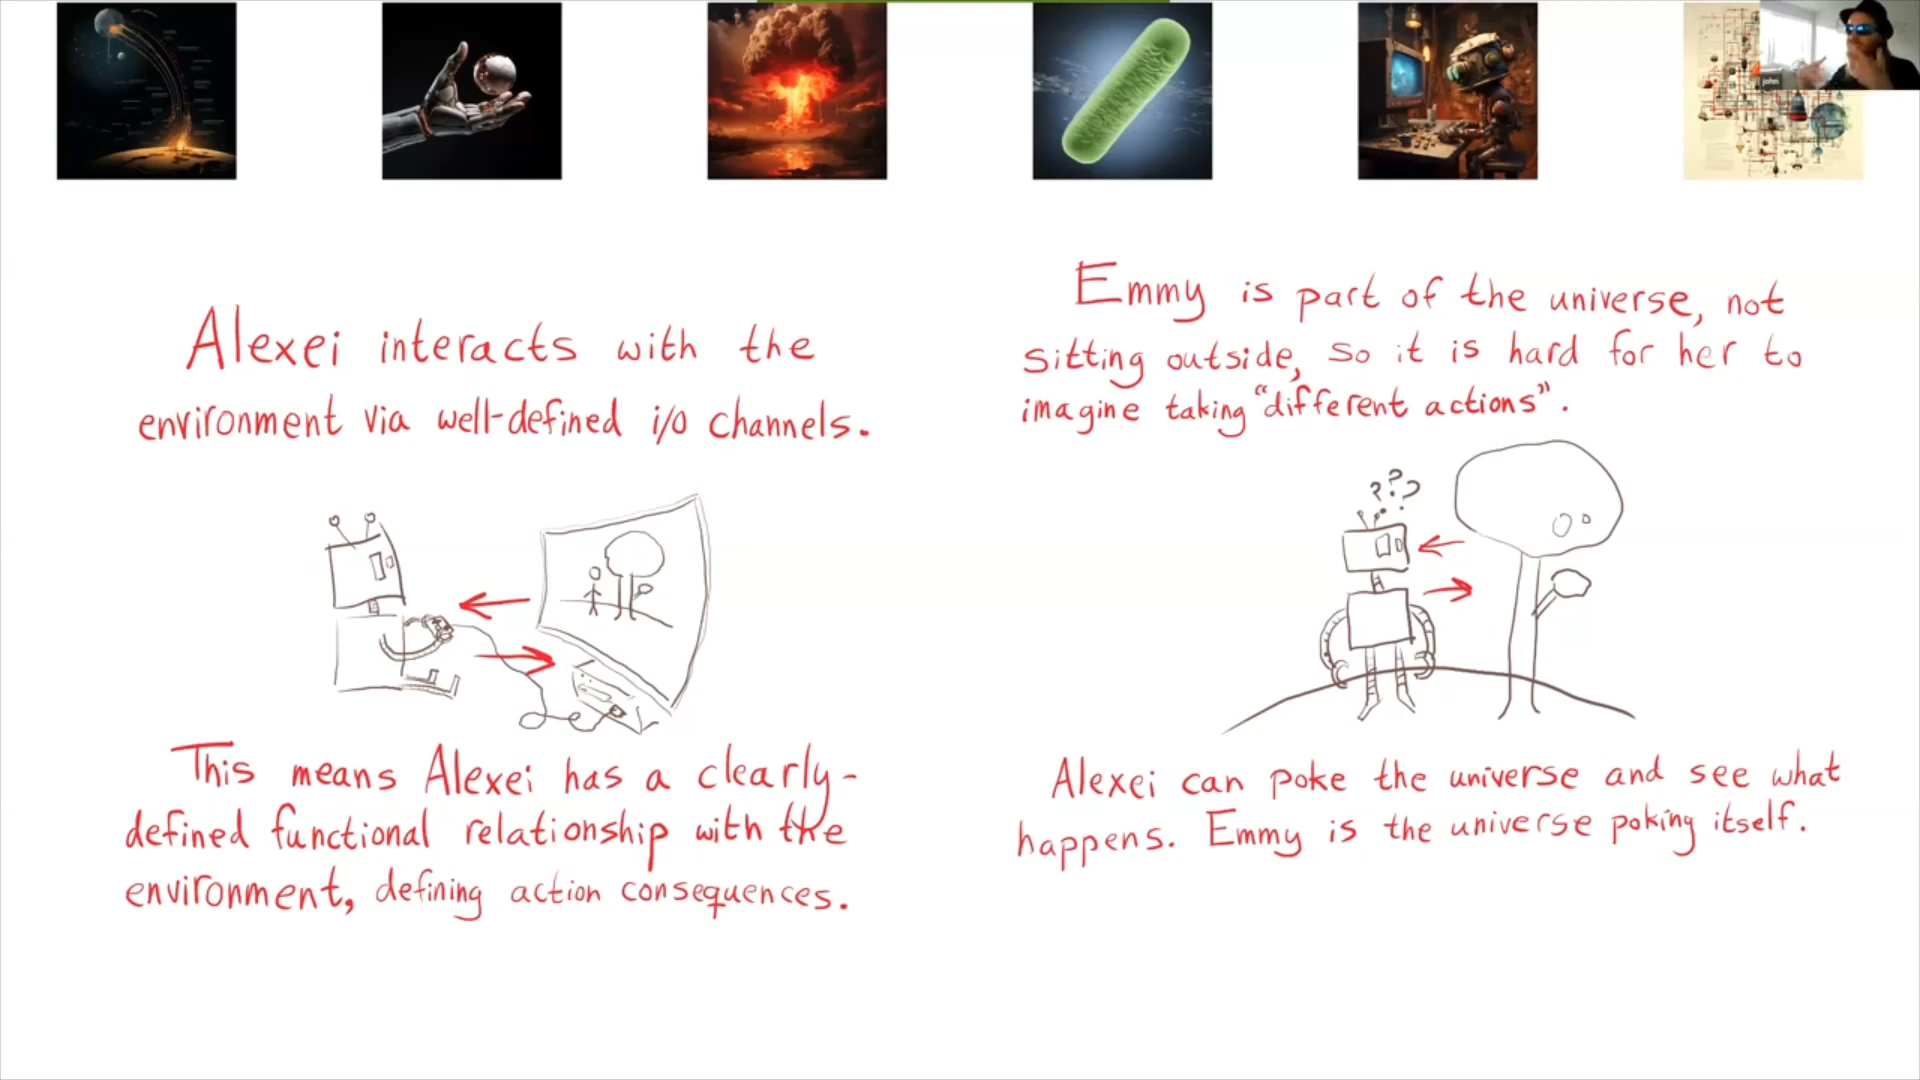 john
Alexei interacts with the
environment via well-defined i/o channels.
This means Alexei has a clearly-
defined functional relationship with the
environment, defining action consequences.
Emmy is part of the universe, not
sitting outside, so it is hard for her to
imagine taking "different actions".
???
Alexei can poke the universe and see what
happens. Emmy is the universe poking itself.